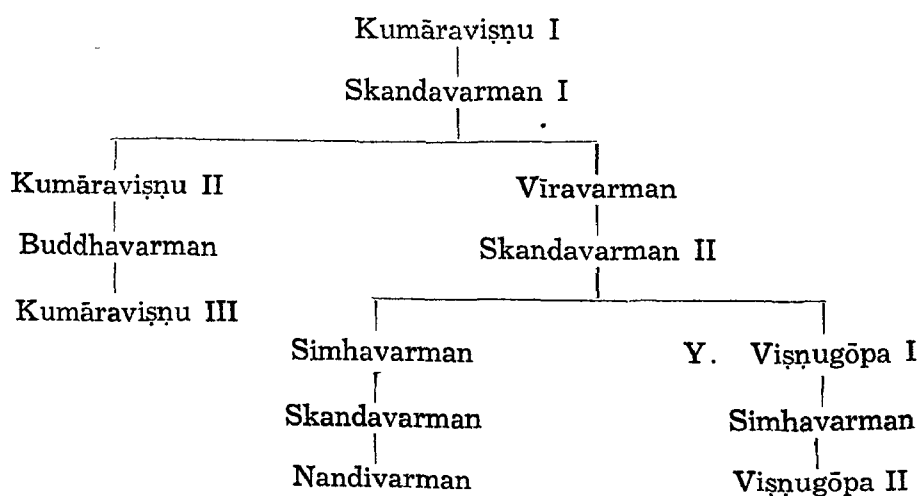 Kumāraviṣṇu I
Skandavarman I
Kumāraviṣṇu II Vīravarman
Buddhavarman Skandavarman II
Kumāraviṣṇu III
Simhavarman Y. Viṣṇugōpa I
Skandavarman Simhavarman
Nandivarman Viṣṇugōpa II